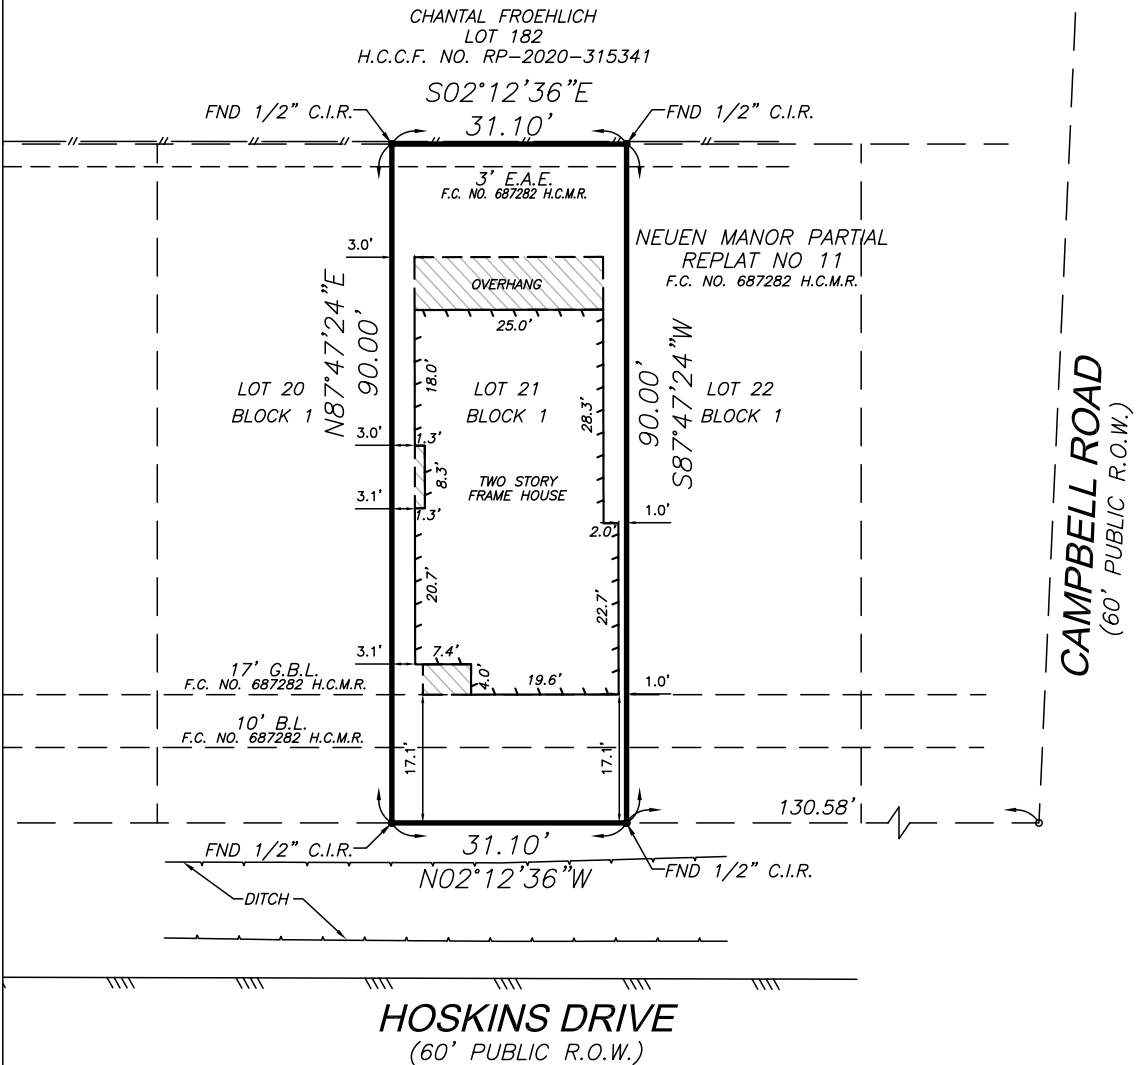 CHANTAL FROEHLICH
LOT 182
H.C.C.F. NO. RP-2020-315341
S02°12'36"E
31.10'
FND 1/2" C.I.R.
FND 1/2" C.I.R.
3' E.A.E.
F.C. NO. 687282 H.C.M.R.
NEUEN MANOR PARTIAL
REPLAT NO 11
F.C. NO. 687282 H.C.M.R.
3.0'
OVERHANG
25.0'
N87°47'24"E
90.00'
18.0'
LOT 20
BLOCK 1
LOT 21
BLOCK 1
28.3'
90.00'
S87°47'24"W
LOT 22
BLOCK 1
CAMPBELL ROAD
(60' PUBLIC R.O.W.)
3.0'
1.3'
8.3'
TWO STORY
FRAME HOUSE
3.1'
1.3'
2.0'
1.0'
20.7'
22.7'
3.1'
7.4'
4.0'
19.6'
1.0'
17' G.B.L.
F.C. NO. 687282 H.C.M.R.
10' B.L.
F.C. NO. 687282 H.C.M.R.
17.1'
17.1'
130.58'
31.10'
N02°12'36"W
FND 1/2" C.I.R.
FND 1/2" C.I.R.
DITCH
HOSKINS DRIVE
(60' PUBLIC R.O.W.)